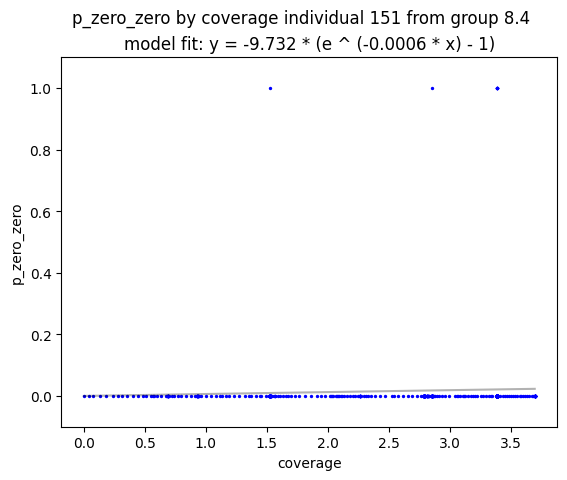 p_zero_zero by coverage individual 151 from group 8.4
model fit: y = -9.732 * (e ^ (-0.0006 * x) - 1)
1.0
0.8
0.6
0.4
0.2
0.0
p_zero_zero
0.0 0.5 1.0 1.5 2.0 2.5 3.0 3.5
coverage